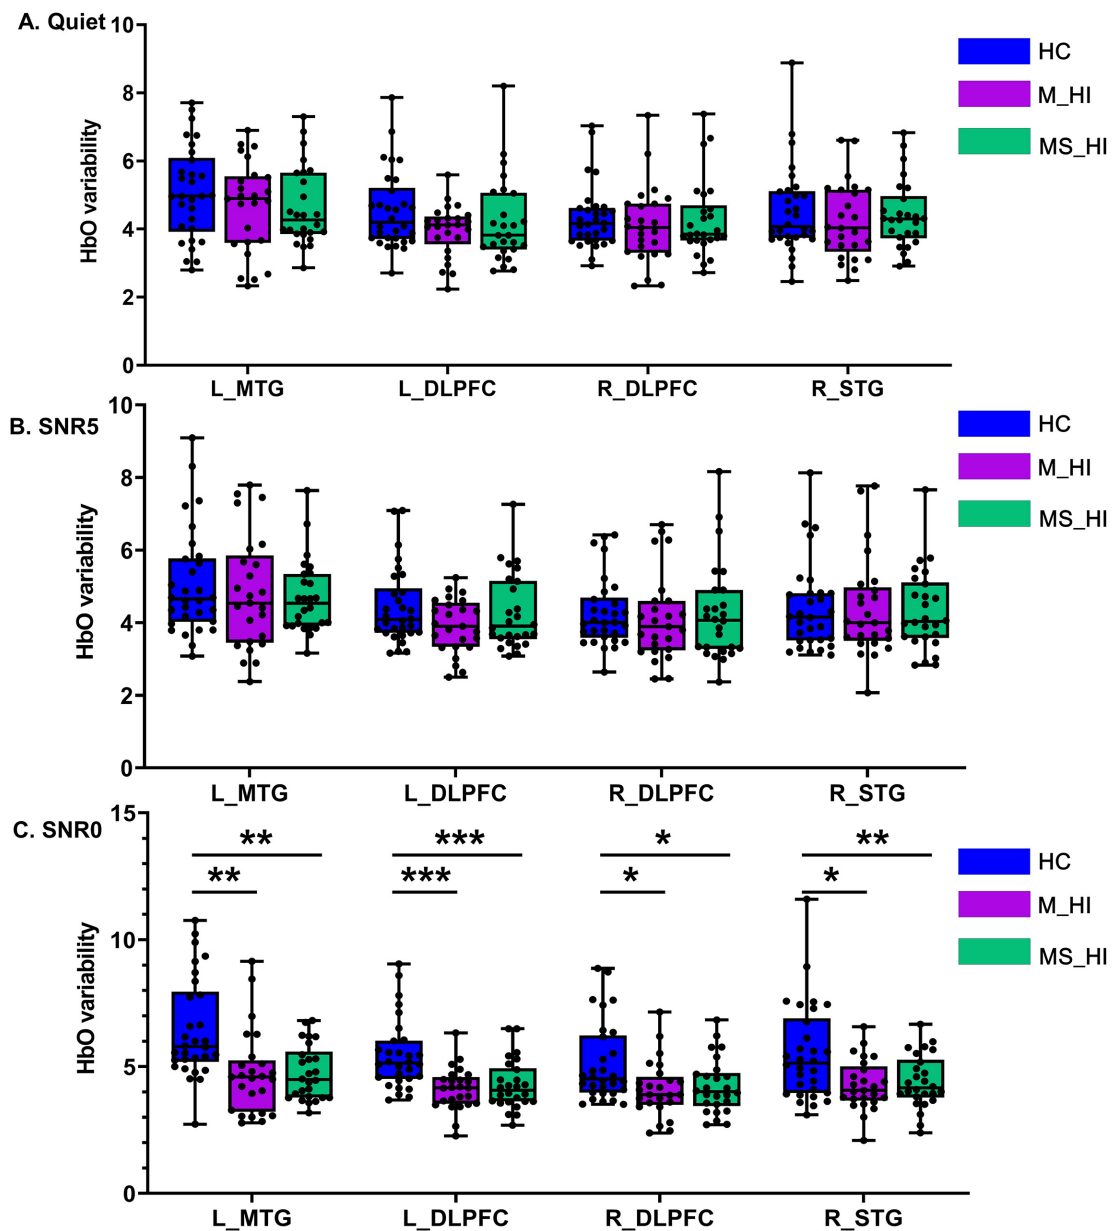 A. Quiet
10
8
6
4
2
0
HbO variability
L_MTG L_DLPFC R_DLPFC R_STG
HC
M_HI
MS_HI
B. SNR5
10
8
6
4
2
0
HbO variability
L_MTG L_DLPFC R_DLPFC R_STG
HC
M_HI
MS_HI
C. SNR0
15
10
5
0
HbO variability
** *** * **
** *** * *
L_MTG L_DLPFC R_DLPFC R_STG
HC
M_HI
MS_HI